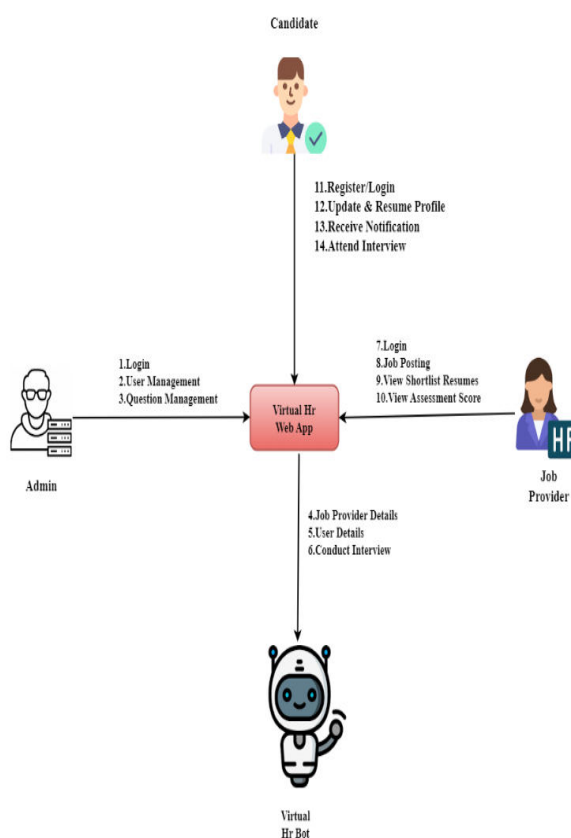 Candidate
11.Register/Login
12.Update & Resume Profile
13.Receive Notification
14.Attend Interview
1.Login
2.User Management
3.Question Management
Admin
Virtual Hr
Web App
7.Login
8.Job Posting
9.View Shortlist Resumes
10.View Assessment Score
HR
Job
Provider
4.Job Provider Details
5.User Details
6.Conduct Interview
Virtual
Hr Bot